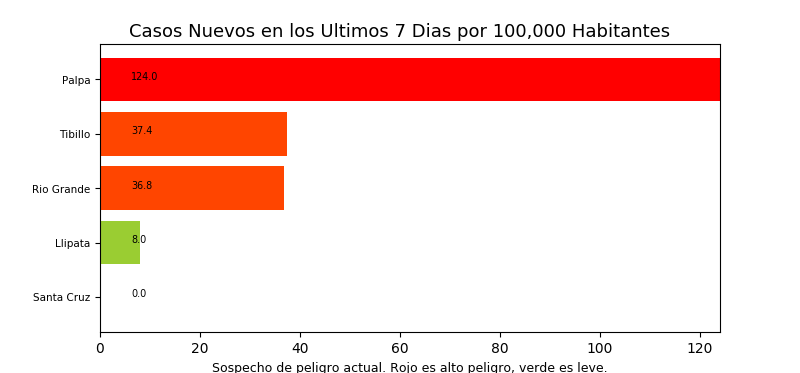 Casos Nuevos en los Ultimos 7 Dias por 100,000 Habitantes
Palpa 124.0
Tibillo 37.4
Rio Grande 36.8
Llipata 8.0
Santa Cruz 0.0
0 20 40 60 80 100 120
Sospecho de peligro actual. Rojo es alto peligro, verde es leve.